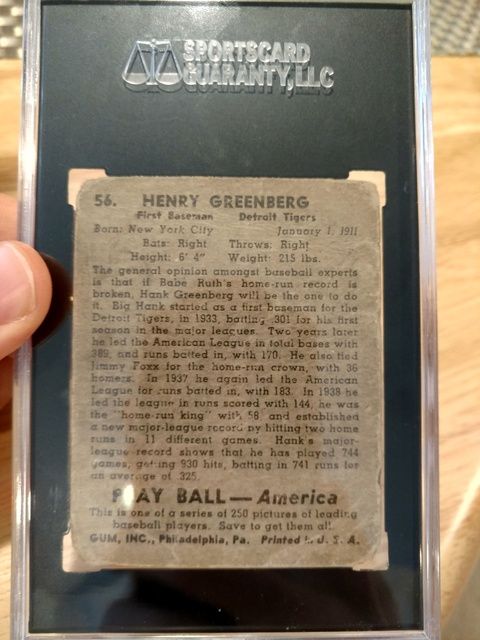 SPORTSCARD
GUARANTY, LLC
56. HENRY GREENBERG
First Baseman Detroit Tigers
Born: New York City January 1, 1911
Bats: Right Throws: Right
Height: 6' 4" Weight: 215 lbs.
The general opinion amongst baseball experts
is that if Babe Ruth's home-run record is
broken, Hank Greenberg will be the one to do
it. Big Hank started as a first baseman for the
Detroit Tigers, in 1933, batting .301 for his first
season in the major leagues. Two years later
he led the American League in total bases with
389, and runs batted in, with 170. He also tied
Jimmy Foxx for the home-run crown, with 36
homers. In 1937 he again led the American
League for runs batted in, with 183. In 1938 he
led the league in runs scored with 144, he was
the "home-run king" with 58, and established
a new major-league record by hitting two home
runs in 11 different games. Hank's major-
league record shows that he has played 744
games, getting 930 hits, batting in 741 runs for
an average of .325.
PLAY BALL — America
This is one of a series of 250 pictures of leading
baseball players. Save to get them all.
GUM, INC., Philadelphia, Pa. Printed in U. S. A.